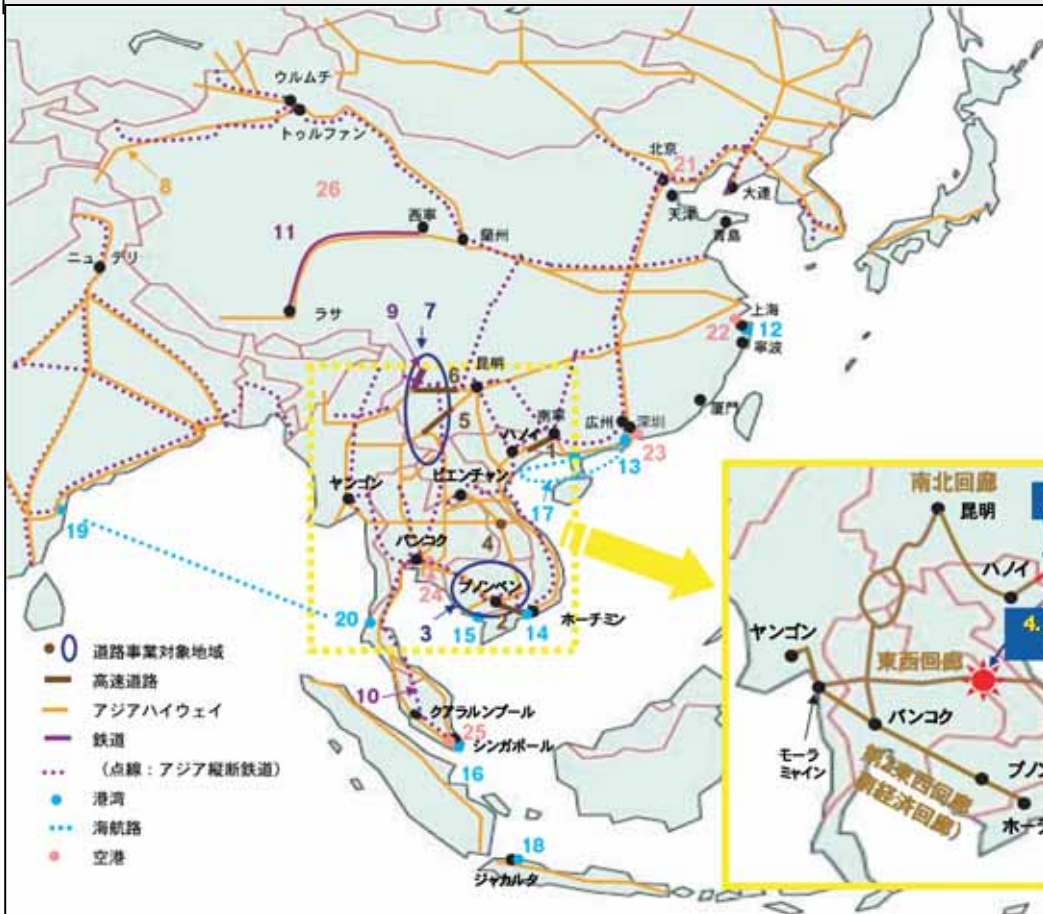 ウルムチ
トゥルファン
8
26
11
西寧
蘭州
北京
21
天津
大連
青島
ニューデリ
ラサ
9
7
6
昆明
5
上海
22
12
寧波
厦門
広州
深圳
南寧
ハノイ
1
13
23
17
ヤンゴン
ビエンチャン
19
バンコク
4
24
プノンペン
2
20
3
15
14
ホーチミン
10
クアラルンプール
25
シンガポール
16
18
ジャカルタ
道路事業対象地域
高速道路
アジアハイウェイ
鉄道
(点線:アジア縦断鉄道)
港湾
海航路
空港
南北回廊
昆明
ハノイ
4.
ヤンゴン
東西回廊
バンコク
モーラ
ミャイン
第2東西回廊
経済回廊)
プノン
ホーチ